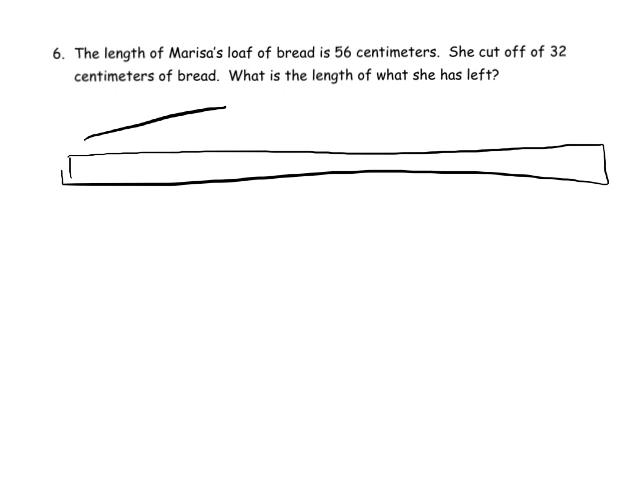 6. The length of Marisa's loaf of bread is 56 centimeters. She cut off of 32
centimeters of bread. What is the length of what she has left?